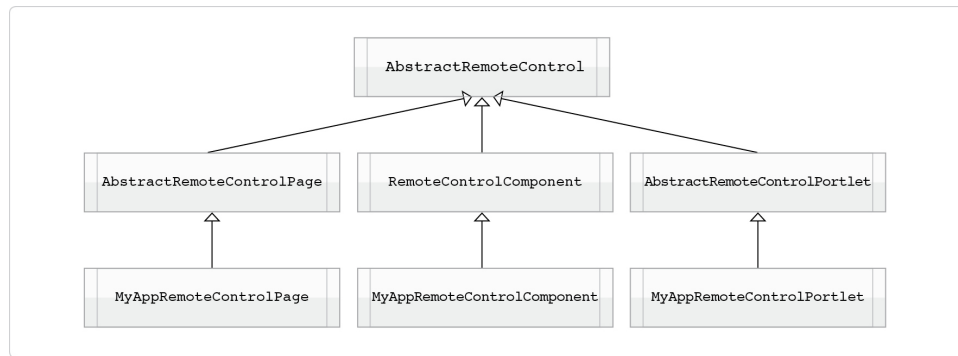 AbstractRemoteControl
AbstractRemoteControlPage
RemoteControlComponent
AbstractRemoteControlPortlet
MyAppRemoteControlPage
MyAppRemoteControlComponent
MyAppRemoteControlPortlet